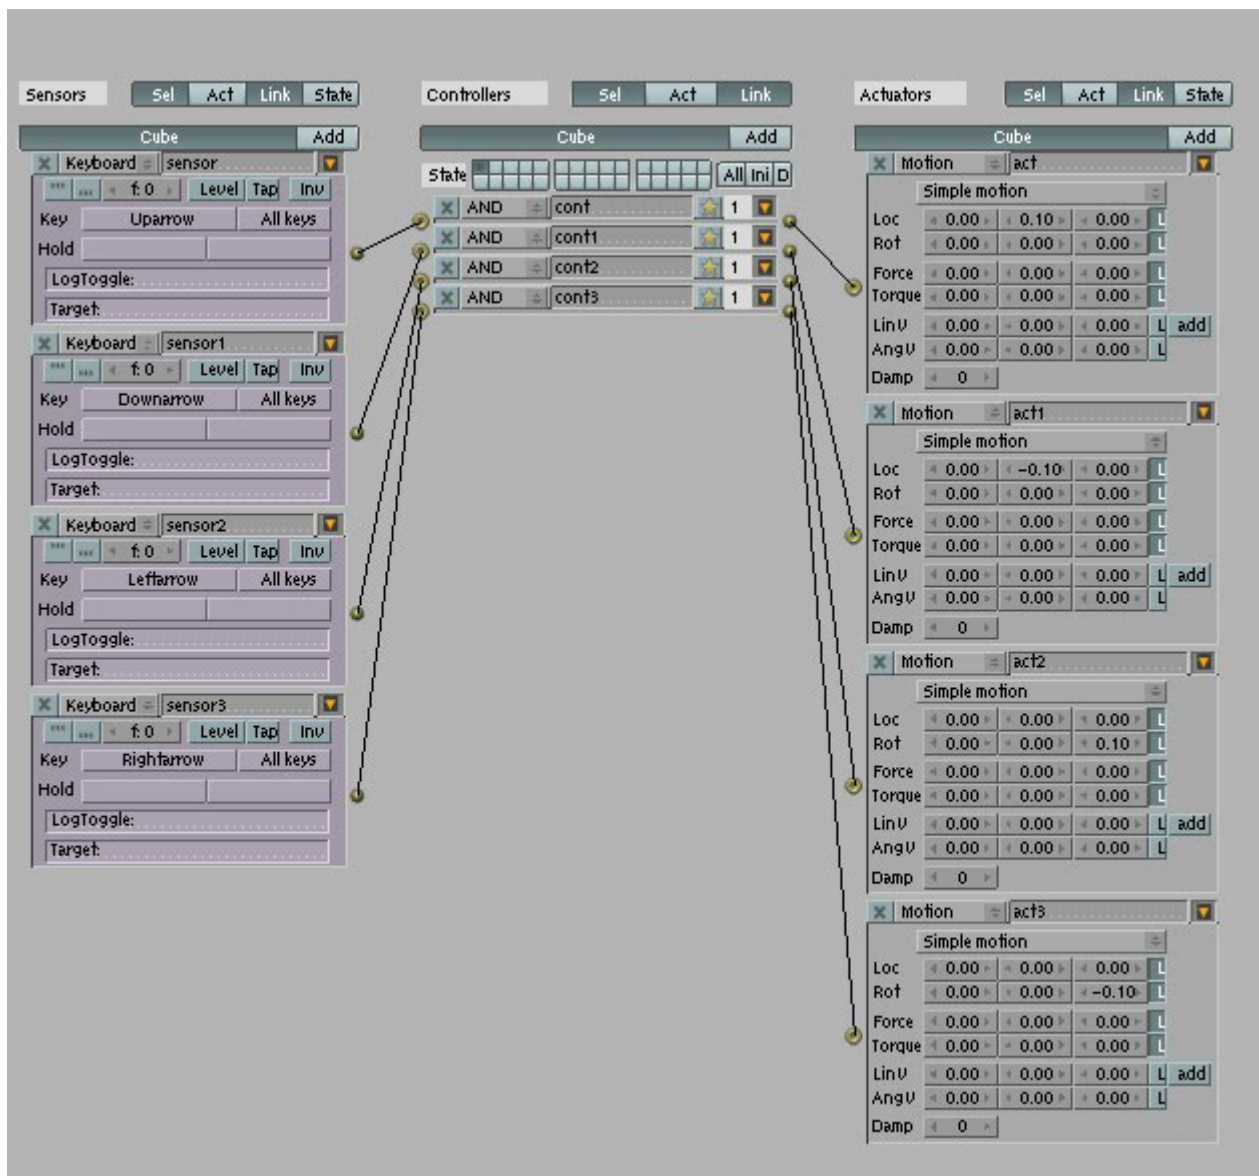 Sensors Sel Act Link State
Cube Add
Keyboard sensor
f: 0 Level Tap Inv
Key Uparrow All keys
Hold
LogToggle:
Target:
Keyboard sensor1
f: 0 Level Tap Inv
Key Downarrow All keys
Hold
LogToggle:
Target:
Keyboard sensor2
f: 0 Level Tap Inv
Key Leftarrow All keys
Hold
LogToggle:
Target:
Keyboard sensor3
f: 0 Level Tap Inv
Key Rightarrow All keys
Hold
LogToggle:
Target:
Controllers Sel Act Link
Cube Add
State All Ini D
AND cont 1
AND cont1 1
AND cont2 1
AND cont3 1
Actuators Sel Act Link State
Cube Add
Motion act
Simple motion
Loc 0.00 0.10 0.00 L
Rot 0.00 0.00 0.00 L
Force 0.00 0.00 0.00 L
Torque 0.00 0.00 0.00 L
LinV 0.00 0.00 0.00 L add
AngV 0.00 0.00 0.00 L
Damp 0
Motion act1
Simple motion
Loc 0.00 -0.10 0.00 L
Rot 0.00 0.00 0.00 L
Force 0.00 0.00 0.00 L
Torque 0.00 0.00 0.00 L
LinV 0.00 0.00 0.00 L add
AngV 0.00 0.00 0.00 L
Damp 0
Motion act2
Simple motion
Loc 0.00 0.00 0.00 L
Rot 0.00 0.00 0.10 L
Force 0.00 0.00 0.00 L
Torque 0.00 0.00 0.00 L
LinV 0.00 0.00 0.00 L add
AngV 0.00 0.00 0.00 L
Damp 0
Motion act3
Simple motion
Loc 0.00 0.00 0.00 L
Rot 0.00 0.00 -0.10 L
Force 0.00 0.00 0.00 L
Torque 0.00 0.00 0.00 L
LinV 0.00 0.00 0.00 L add
AngV 0.00 0.00 0.00 L
Damp 0